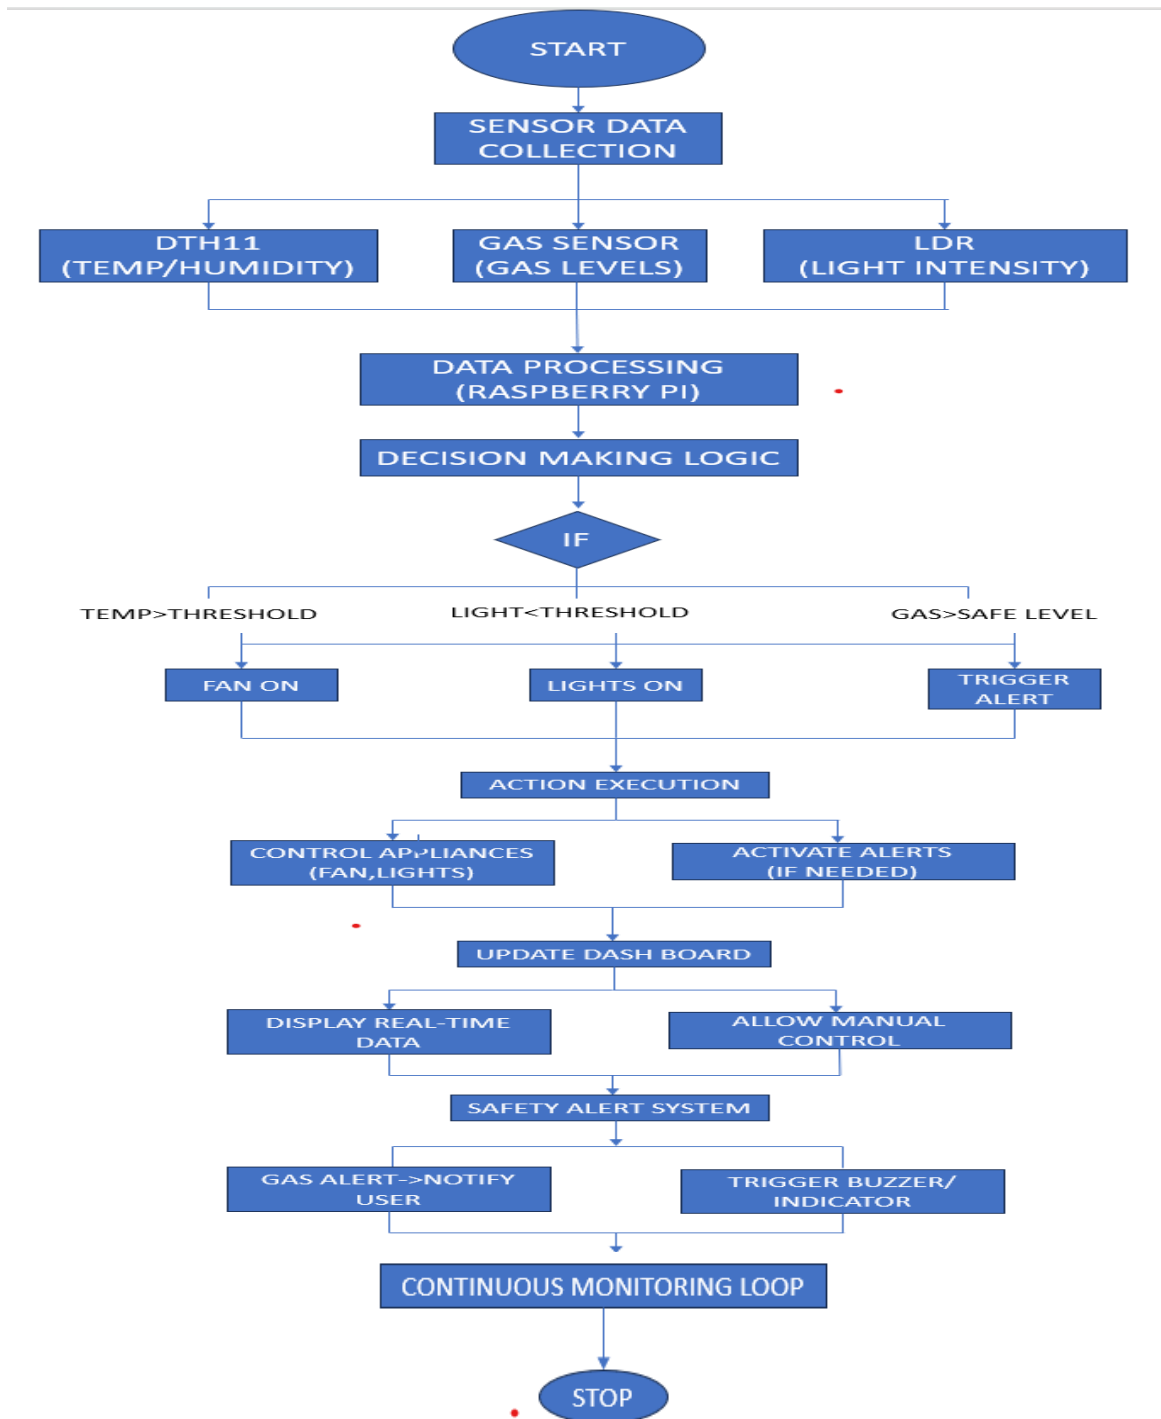 START
SENSOR DATA
COLLECTION
DTH11
(TEMP/HUMIDITY)
GAS SENSOR
(GAS LEVELS)
LDR
(LIGHT INTENSITY)
DATA PROCESSING
(RASPBERRY PI)
DECISION MAKING LOGIC
IF
TEMP>THRESHOLD
LIGHT<THRESHOLD
GAS>SAFE LEVEL
FAN ON
LIGHTS ON
TRIGGER
ALERT
ACTION EXECUTION
CONTROL APPLIANCES
(FAN,LIGHTS)
ACTIVATE ALERTS
(IF NEEDED)
UPDATE DASH BOARD
DISPLAY REAL-TIME
DATA
ALLOW MANUAL
CONTROL
SAFETY ALERT SYSTEM
GAS ALERT->NOTIFY
USER
TRIGGER BUZZER/
INDICATOR
CONTINUOUS MONITORING LOOP
STOP